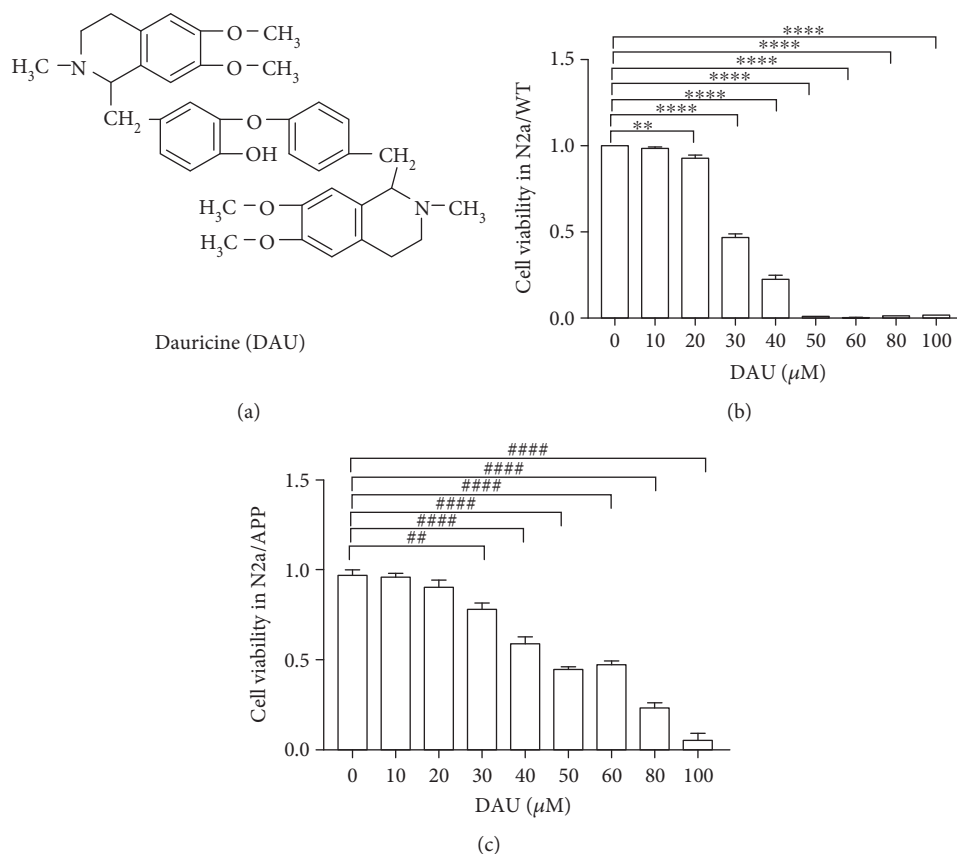 CH₃
O
O
CH₃
H₃C
N
CH₂
O
OH
CH₂
H₃C
O
N
CH₃
H₃C
O
Dauricine (DAU)
(a)
****
****
****
****
****
****
**
1.5
1.0
0.5
0.0
Cell viability in N2a/WT
0 10 20 30 40 50 60 80 100
DAU (μM)
(b)
####
####
####
####
####
##
1.5
1.0
0.5
0.0
Cell viability in N2a/APP
0 10 20 30 40 50 60 80 100
DAU (μM)
(c)